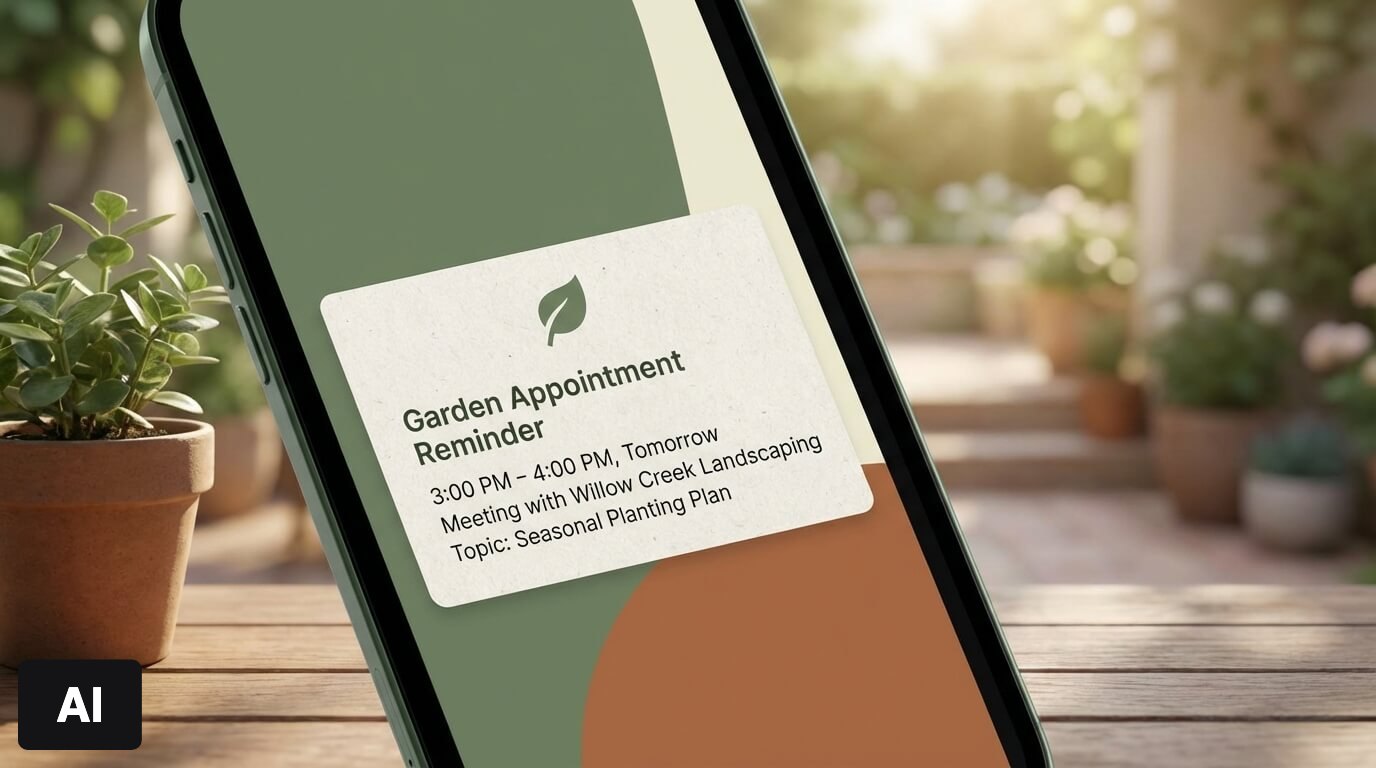 Garden Appointment
Reminder
3:00 PM – 4:00 PM, Tomorrow
Meeting with Willow Creek Landscaping
Topic: Seasonal Planting Plan
AI